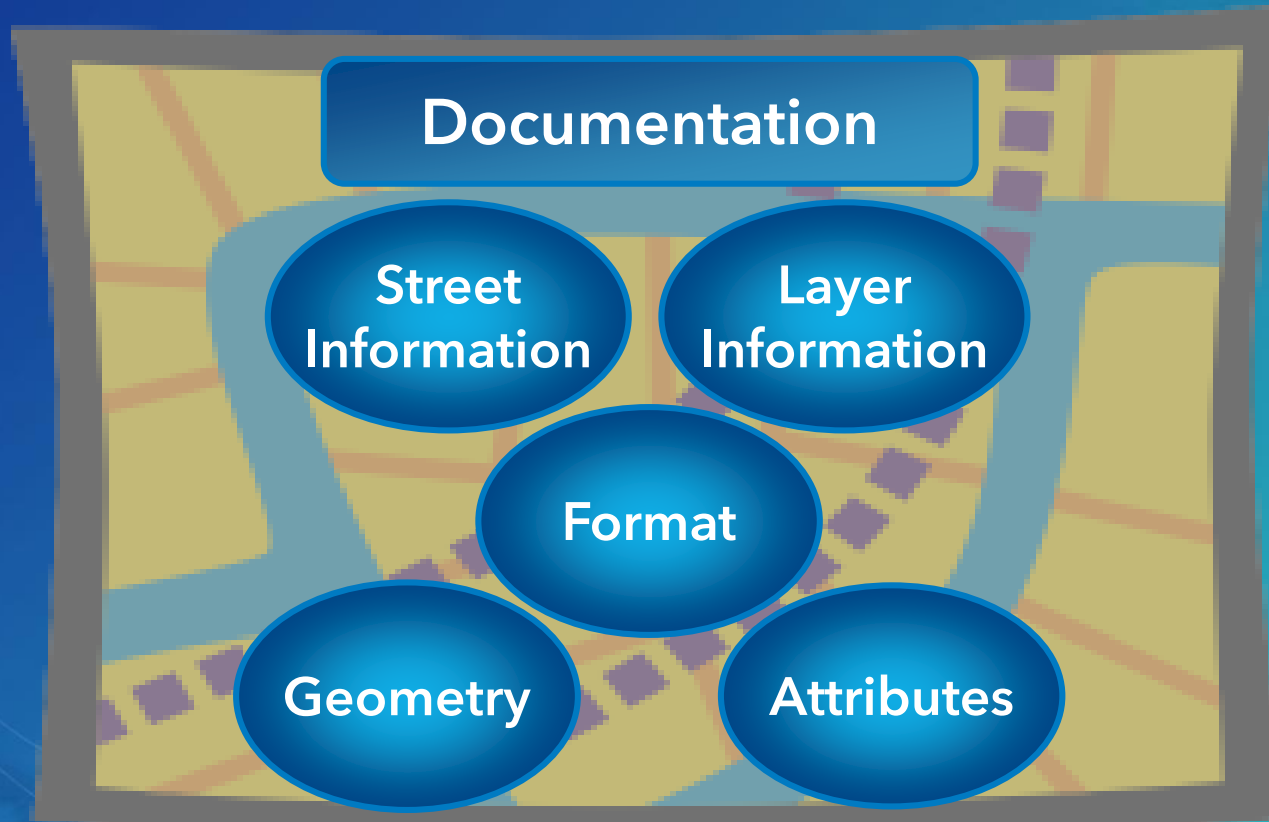 Documentation
Street
Information
Layer
Information
Format
Geometry
Attributes